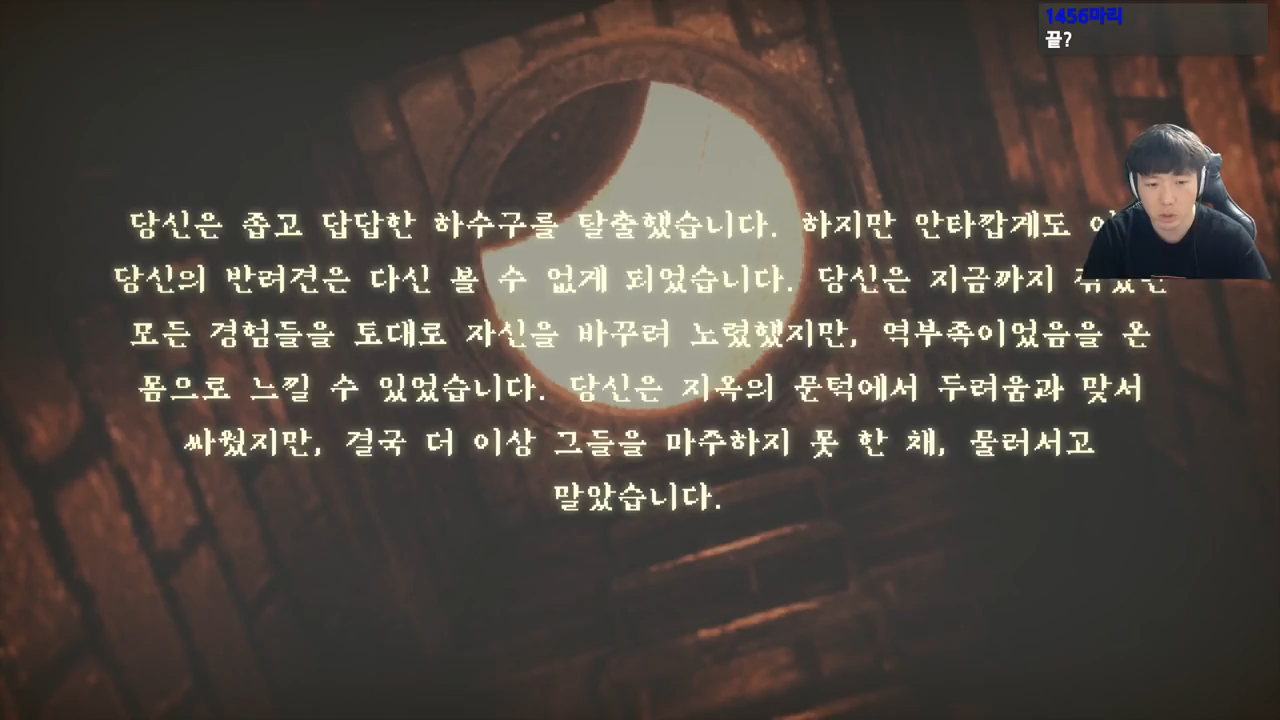 1456마리
끝?
당신은 좁고 답답한 하수구를 탈출했습니다. 하지만 안타깝게도
당신의 반려견은 다신 볼 수 없게 되었습니다. 당신은 지금까지
모든 경험들을 토대로 자신을 바꾸려 노렸했지만, 역부족이었음을 온
몸으로 느낄 수 있었습니다. 당신은 지옥의 문턱에서 두려움과 맞서
싸웠지만, 결국 더 이상 그들을 마주하지 못 한 채, 물러서고
말았습니다.